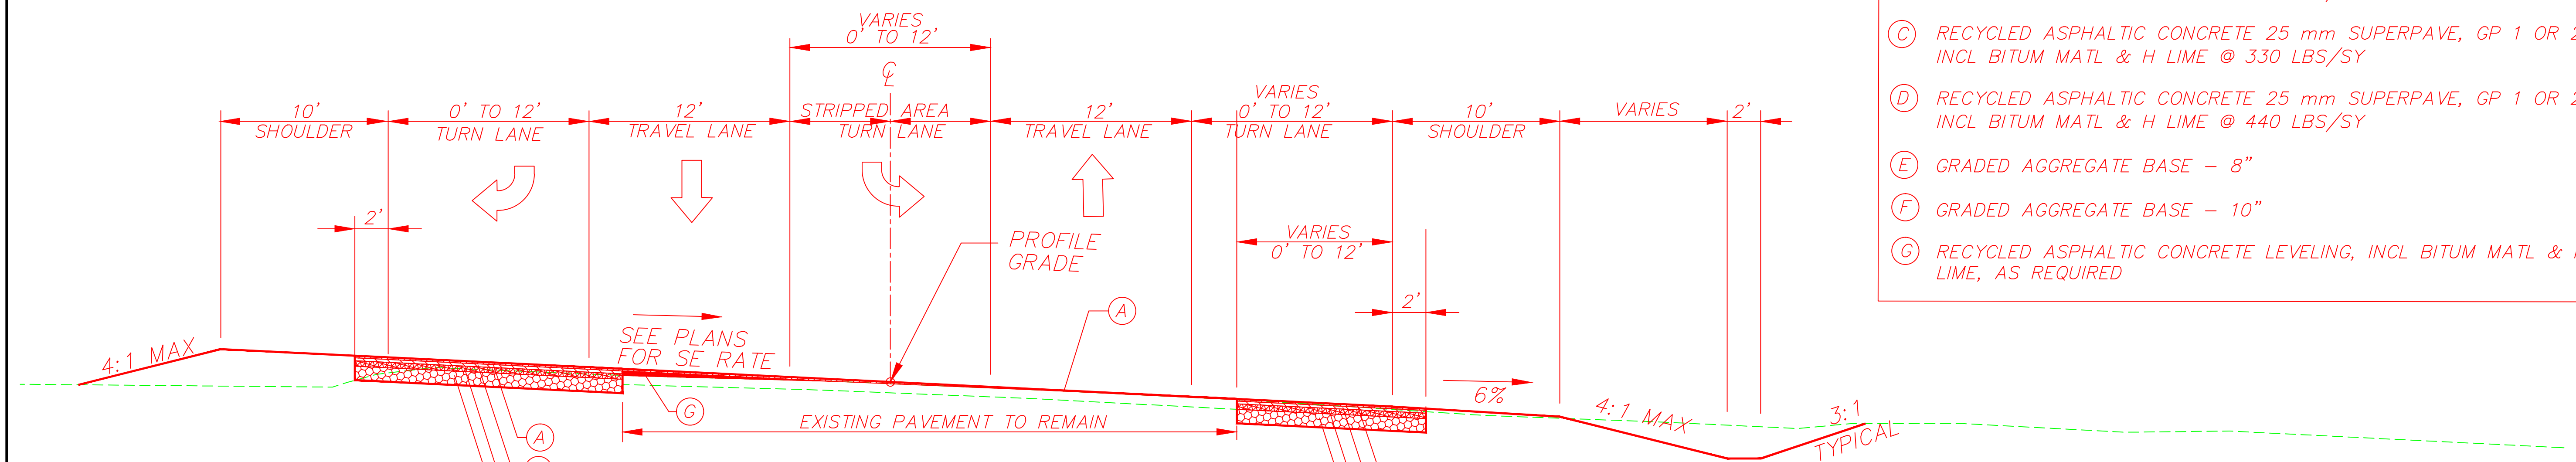 VARIES
0' TO 12'
℄
10'
SHOULDER
0' TO 12'
TURN LANE
12'
TRAVEL LANE
STRIPPED AREA
TURN LANE
12'
TRAVEL LANE
VARIES
0' TO 12'
TURN LANE
10'
SHOULDER
VARIES
2'
2'
PROFILE
GRADE
VARIES
0' TO 12'
2'
A
4:1 MAX
SEE PLANS
FOR SE RATE
G
A
EXISTING PAVEMENT TO REMAIN
6%
4:1 MAX
3:1
TYPICAL
C RECYCLED ASPHALTIC CONCRETE 25 mm SUPERPAVE, GP 1 OR 2
INCL BITUM MATL & H LIME @ 330 LBS/SY
D RECYCLED ASPHALTIC CONCRETE 25 mm SUPERPAVE, GP 1 OR 2
INCL BITUM MATL & H LIME @ 440 LBS/SY
E GRADED AGGREGATE BASE - 8"
F GRADED AGGREGATE BASE - 10"
G RECYCLED ASPHALTIC CONCRETE LEVELING, INCL BITUM MATL &
LIME, AS REQUIRED